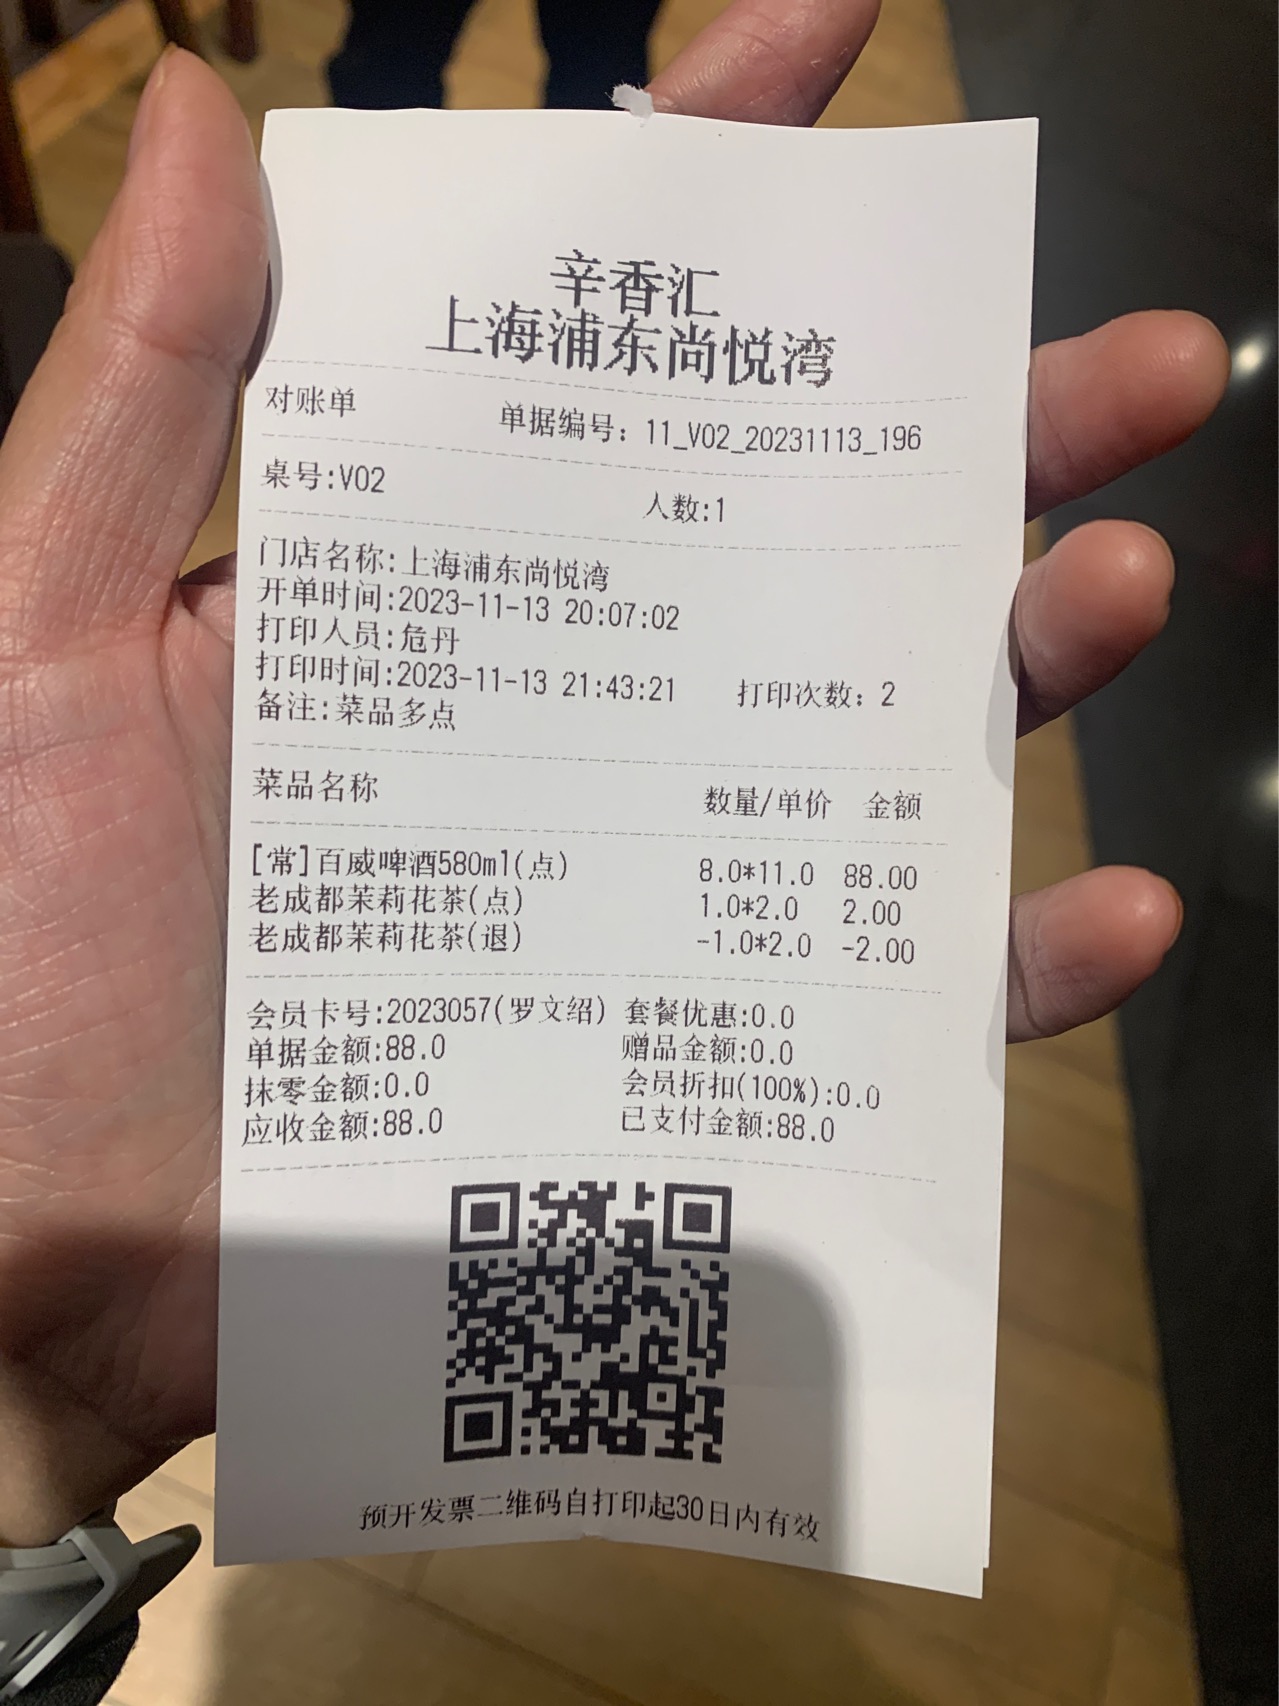 辛香汇
上海浦东尚悦湾
对账单 单据编号：11_V02_20231113_196
桌号:V02 人数:1
门店名称:上海浦东尚悦湾
开单时间:2023-11-13 20:07:02
打印人员:危丹
打印时间:2023-11-13 21:43:21 打印次数：2
备注:菜品多点
菜品名称 数量/单价 金额
[常]百威啤酒580ml(点) 8.0*11.0 88.00
老成都茉莉花茶(点) 1.0*2.0 2.00
老成都茉莉花茶(退) -1.0*2.0 -2.00
会员卡号:2023057(罗文绍) 套餐优惠:0.0
单据金额:88.0 赠品金额:0.0
抹零金额:0.0 会员折扣(100%):0.0
应收金额:88.0 已支付金额:88.0
预开发票二维码自打印起30日内有效